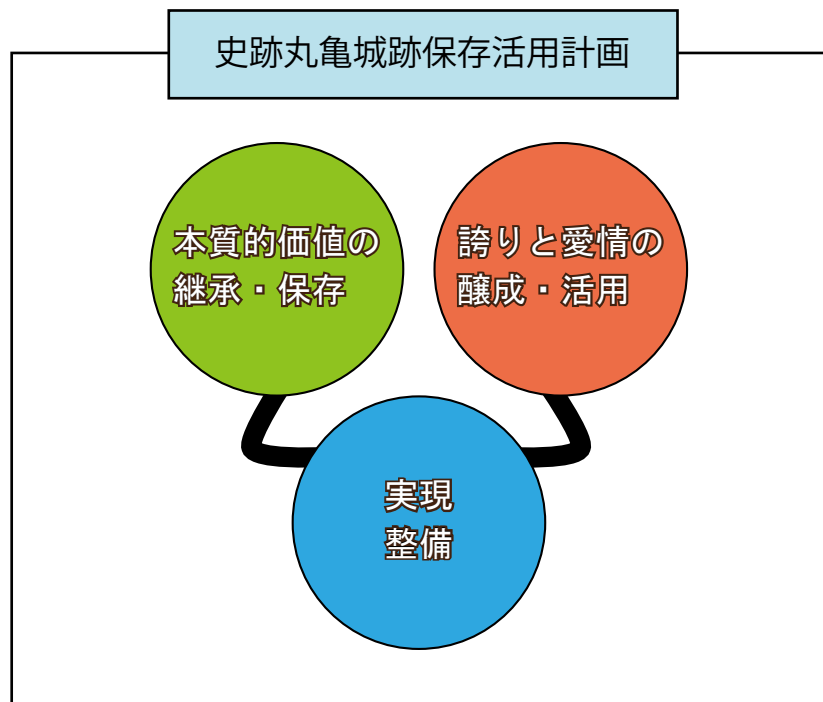 史跡丸亀城跡保存活用計画
本質的価値の
継承・保存
誇りと愛情の
醸成・活用
実現
整備